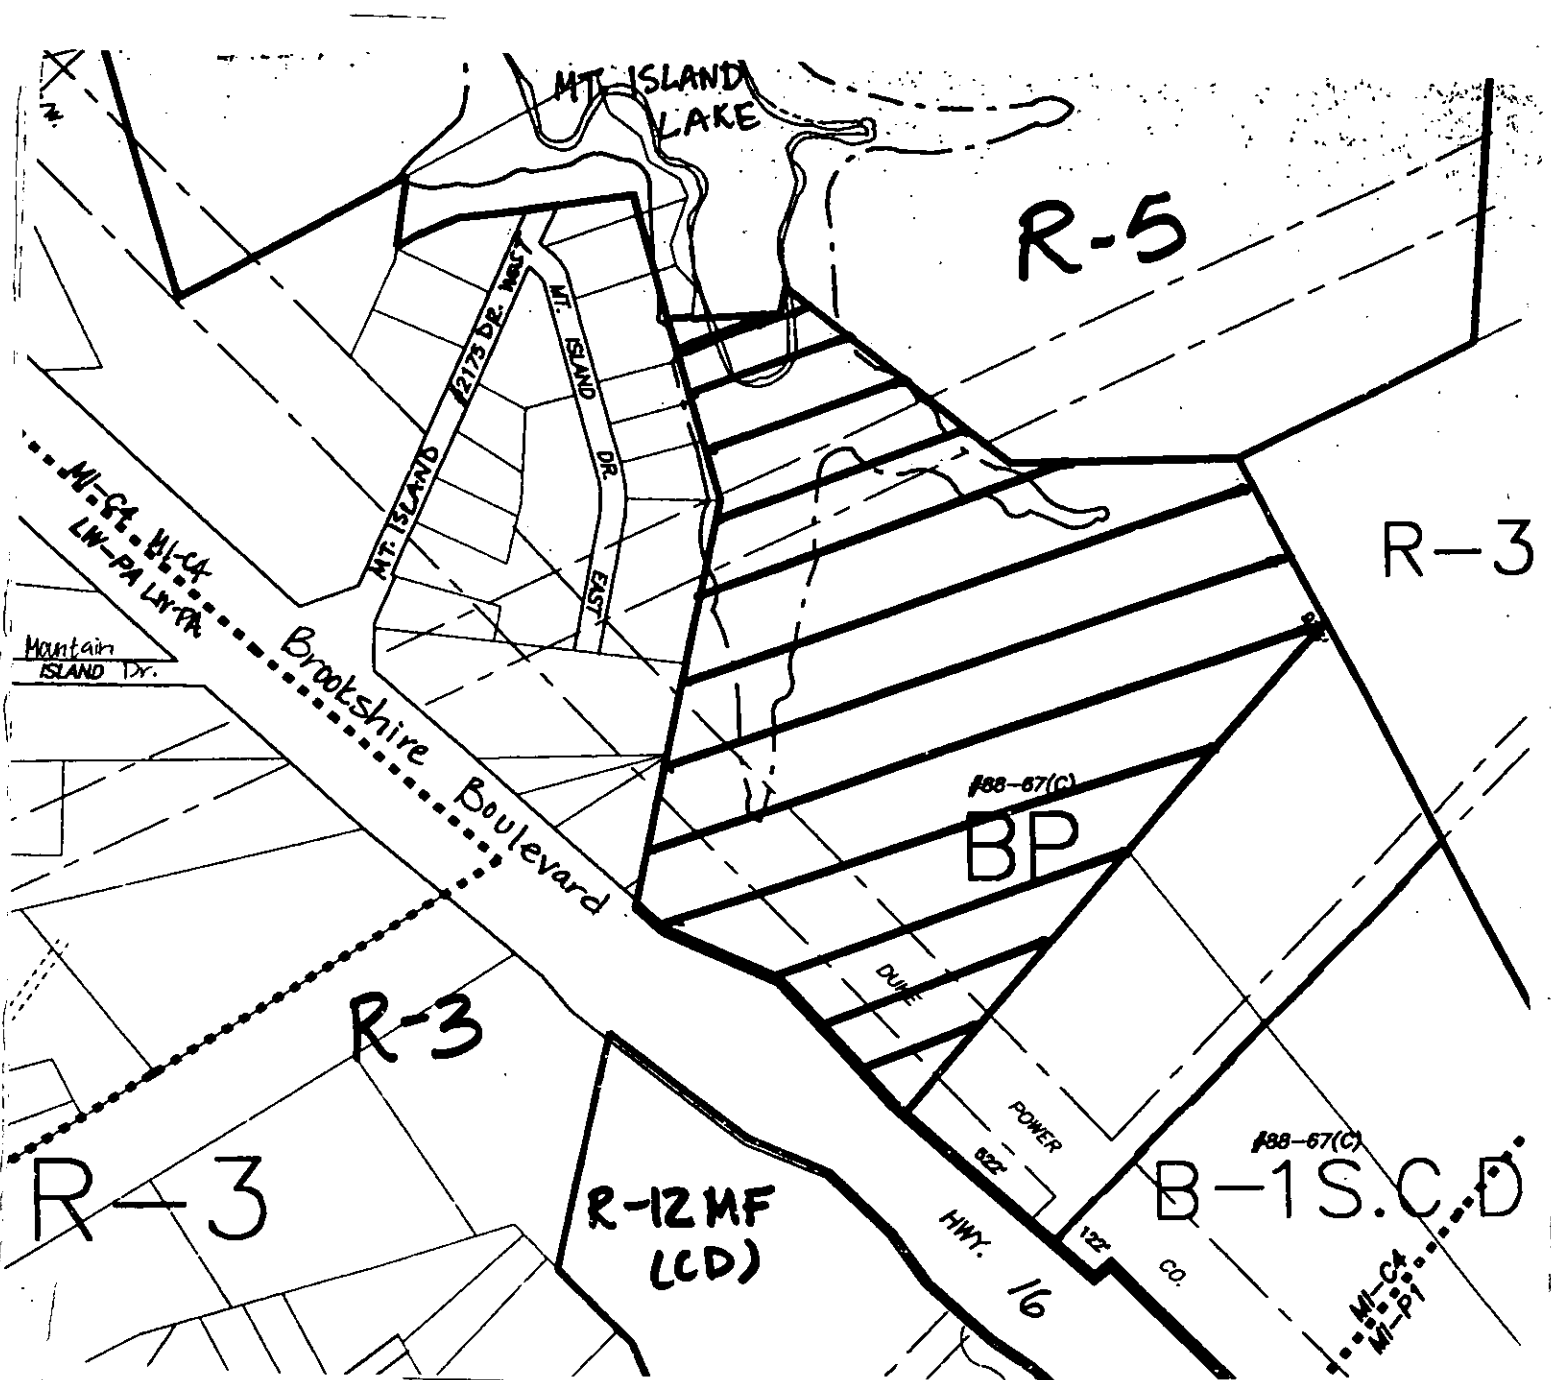 MT. ISLAND
LAKE
R-5
MT. ISLAND #2175 DR. WEST
MT. ISLAND DR. EAST
MI-C4 MI-C4
LW-PA LW-PA
R-3
Mountain
ISLAND Dr.
Brookshire Boulevard
#88-67(C)
BP
DUKE
POWER
CO.
R-3
622'
#88-67(C)
B-1S.C.D
R-3
R-12MF
(CD)
HWY. 16
122'
MI-C4
MI-P1